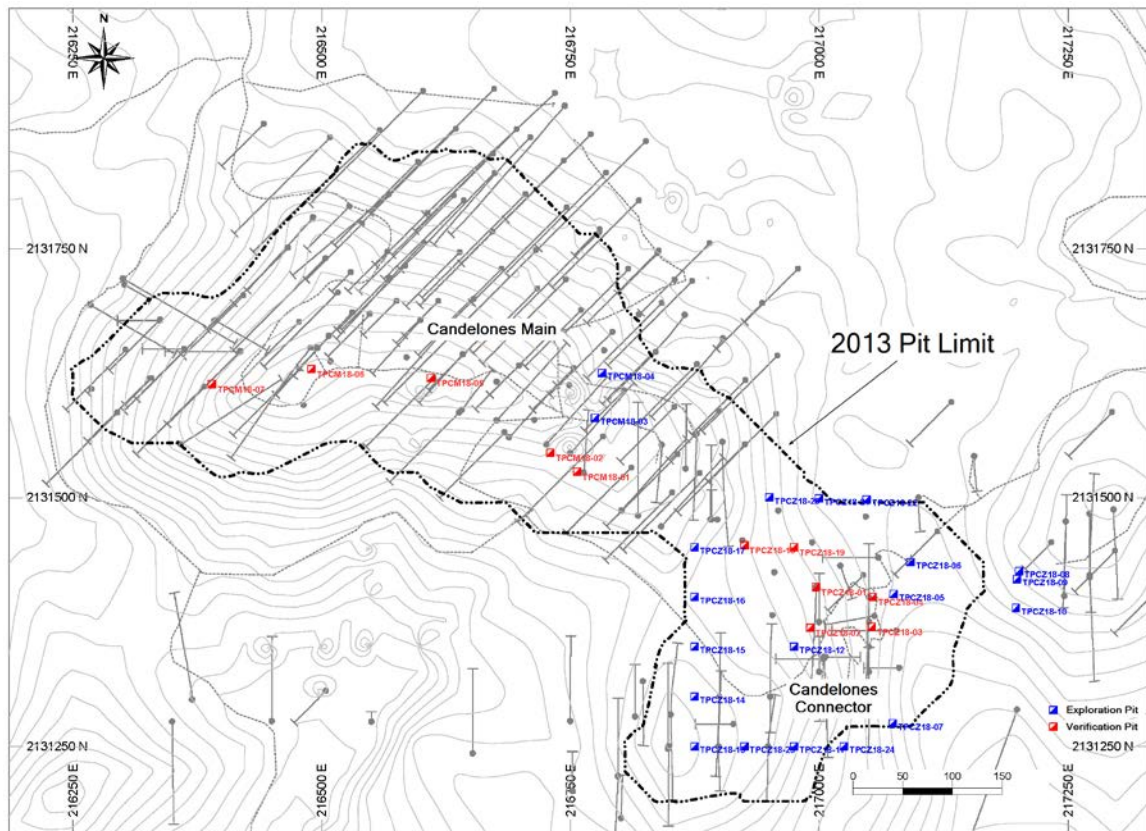 N
216250 E
216500 E
216750 E
217000 E
217250 E
2131750 N
2131750 N
Candelones Main
2013 Pit Limit
TPCM18-04
TPCM18-06
TPCM18-05
TPCM18-07
TPCM18-03
TPCM18-02
TPCM18-01
2131500 N
2131500 N
TPCZ18-17
TPCZ18-19
TPCZ18-06
TPCZ18-08
TPCZ18-09
TPCZ18-16
TPCZ18-01
TPCZ18-05
TPCZ18-10
TPCZ18-03
TPCZ18-15
TPCZ18-12
Candelones
Connector
TPCZ18-14
Exploration Pit
TPCZ18-07
Verification Pit
2131250 N
TPCZ18-24
2131250 N
0 50 100 150
216250 E
216500 E
216750 E
217000 E
217250 E